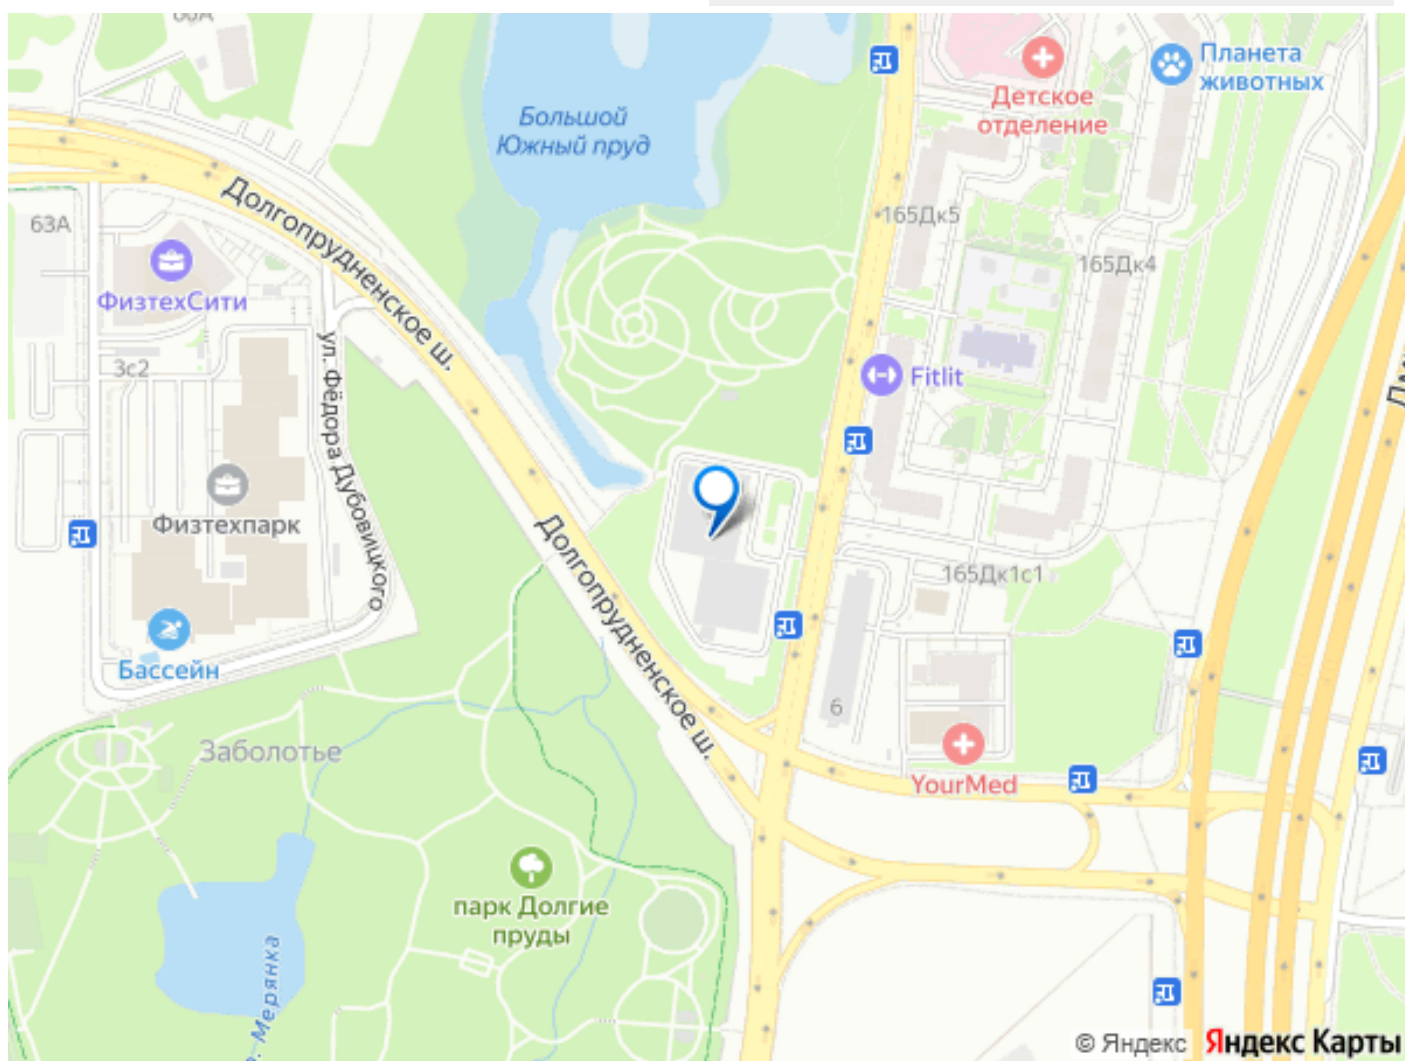 66А
Большой
Южный пруд
Детское
отделение
Планета
животных
63А
Долгопрудненское ш.
165Дк5
165Дк4
ФизтехСити
3с2
ул. Фёдора Дубовицкого
Fitlit
Физтехпарк
Долгопрудненское ш.
165Дк1с1
Бассейн
6
Заболотье
YourMed
парк Долгие
пруды
р. Мерянка
© Яндекс
Яндекс Карты